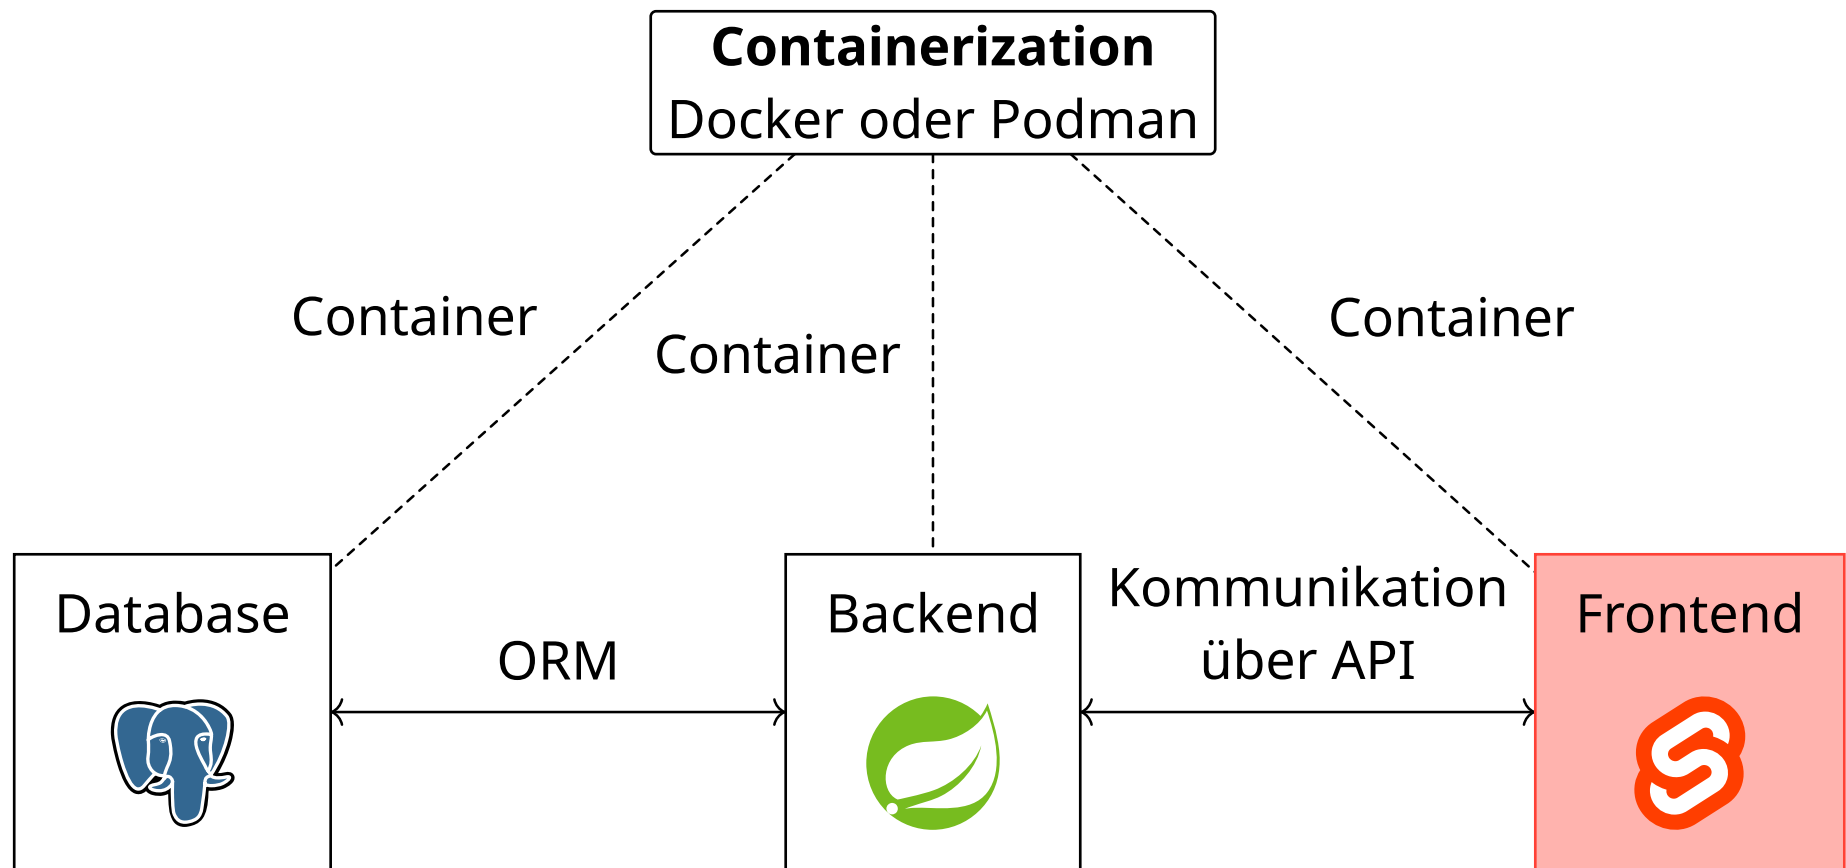 Containerization
Docker oder Podman
Container
Container
Container
Database
ORM
Backend
Kommunikation
über API
Frontend